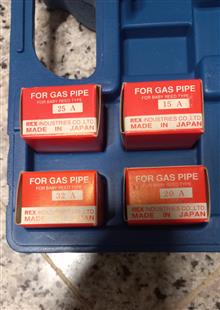 FOR GAS PIPE
FOR BABY REED TYPE
25 A
REX INDUSTRIES CO.,LTD.
MADE IN JAPAN
FOR GAS PIPE
FOR BABY REED TYPE
15 A
REX INDUSTRIES CO.,LTD.
MADE IN JAPAN
FOR GAS PIPE
FOR BABY REED TYPE
32 A
REX INDUSTRIES CO.,LTD.
MADE IN JAPAN
FOR GAS PIPE
FOR BABY REED TYPE
20 A
REX INDUSTRIES CO.,LTD.
MADE IN JAPAN